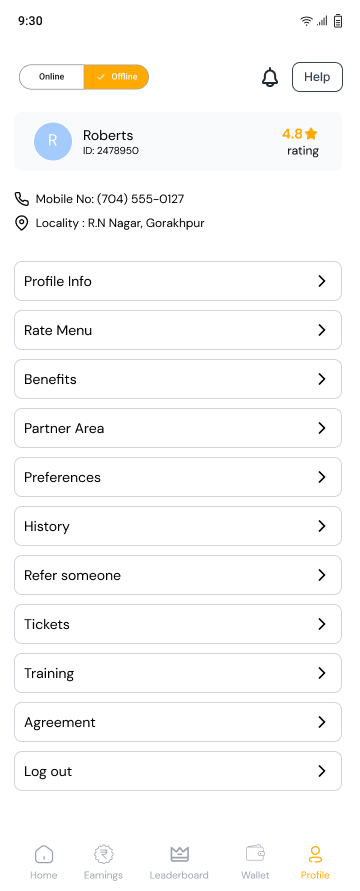 9:30
Online
Offline
Help
R
Roberts
ID: 2478950
4.8
rating
Mobile No: (704) 555-0127
Locality : R.N Nagar, Gorakhpur
Profile Info
Rate Menu
Benefits
Partner Area
Preferences
History
Refer someone
Tickets
Training
Agreement
Log out
Home
Earnings
Leaderboard
Wallet
Profile